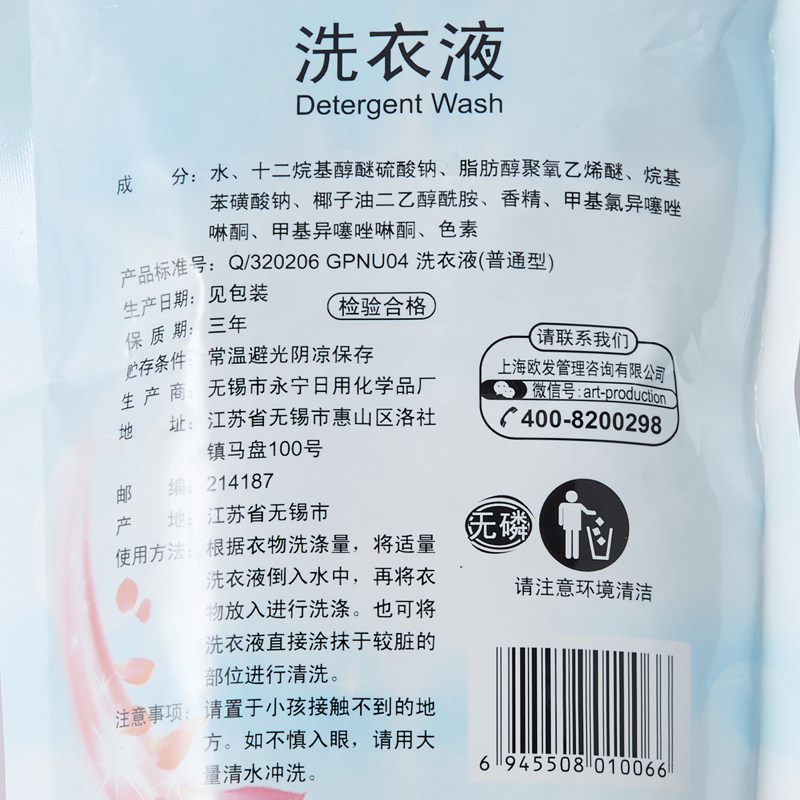 洗衣液
Detergent Wash
成 分：水、十二烷基醇醚硫酸钠、脂肪醇聚氧乙烯醚、烷基
苯磺酸钠、椰子油二乙醇酰胺、香精、甲基氯异噻唑
啉酮、甲基异噻唑啉酮、色素
产品标准号：Q/320206 GPNU04 洗衣液(普通型)
生产日期：见包装
检验合格
保 质 期：三年
贮存条件：常温避光阴凉保存
生 产 商：无锡市永宁日用化学品厂
地 址：江苏省无锡市惠山区洛社
镇马盘100号
邮 编：214187
产 地：江苏省无锡市
使用方法：根据衣物洗涤量，将适量
洗衣液倒入水中，再将衣
物放入进行洗涤。也可将
洗衣液直接涂抹于较脏的
部位进行清洗。
注意事项：请置于小孩接触不到的地
方。如不慎入眼，请用大
量清水冲洗。
请联系我们
上海欧发管理咨询有限公司
微信号：art-production
400-8200298
无磷
请注意环境清洁
6 945508 010066